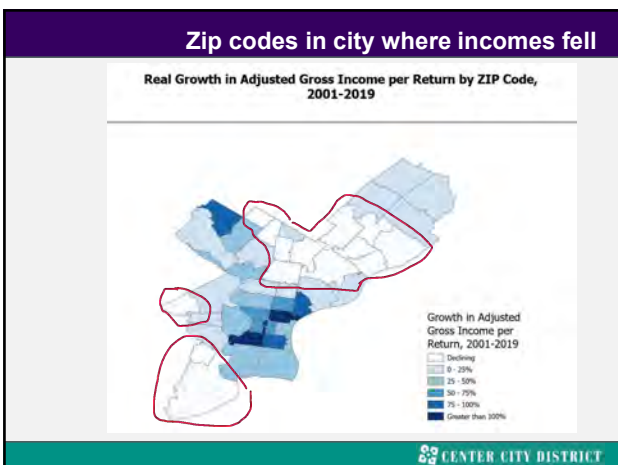 Zip codes in city where incomes fell
Real Growth in Adjusted Gross Income per Return by ZIP Code,
2001-2019
Growth in Adjusted
Gross Income per
Return, 2001-2019
Declining
0 - 25%
25 - 50%
50 - 75%
75 - 100%
Greater than 100%
CENTER CITY DISTRICT